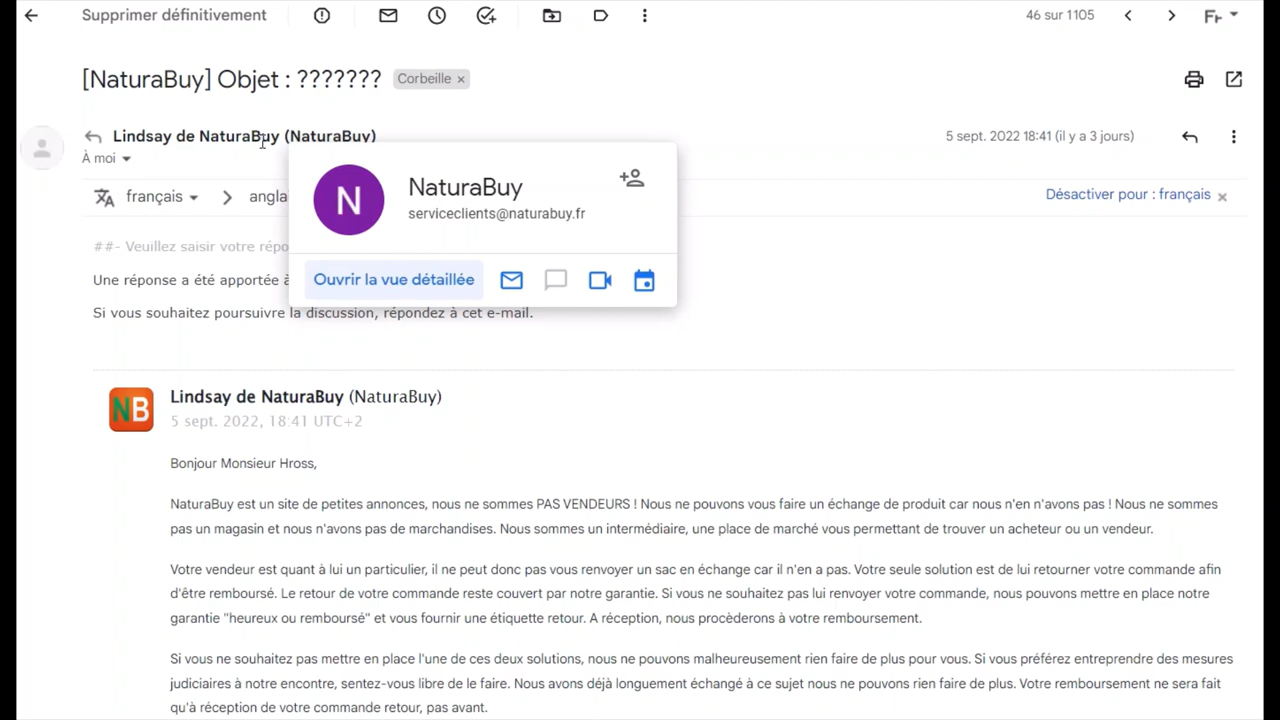 Supprimer définitivement
46 sur 1105
Fr
[NaturaBuy] Objet : ???????
Corbeille ×
Lindsay de NaturaBuy (NaturaBuy)
5 sept. 2022 18:41 (il y a 3 jours)
À moi
français
angla
Désactiver pour : français ×
N
NaturaBuy
serviceclients@naturabuy.fr
Ouvrir la vue détaillée
##- Veuillez saisir votre répo
Une réponse a été apportée à
Si vous souhaitez poursuivre la discussion, répondez à cet e-mail.
NB
Lindsay de NaturaBuy (NaturaBuy)
5 sept. 2022, 18:41 UTC+2
Bonjour Monsieur Hross,
NaturaBuy est un site de petites annonces, nous ne sommes PAS VENDEURS ! Nous ne pouvons vous faire un échange de produit car nous n'en n'avons pas ! Nous ne sommes
pas un magasin et nous n'avons pas de marchandises. Nous sommes un intermédiaire, une place de marché vous permettant de trouver un acheteur ou un vendeur.
Votre vendeur est quant à lui un particulier, il ne peut donc pas vous renvoyer un sac en échange car il n'en a pas. Votre seule solution est de lui retourner votre commande afin
d'être remboursé. Le retour de votre commande reste couvert par notre garantie. Si vous ne souhaitez pas lui renvoyer votre commande, nous pouvons mettre en place notre
garantie "heureux ou remboursé" et vous fournir une étiquette retour. A réception, nous procèderons à votre remboursement.
Si vous ne souhaitez pas mettre en place l'une de ces deux solutions, nous ne pouvons malheureusement rien faire de plus pour vous. Si vous préférez entreprendre des mesures
judiciaires à notre encontre, sentez-vous libre de le faire. Nous avons déjà longuement échangé à ce sujet nous ne pouvons rien faire de plus. Votre remboursement ne sera fait
qu'à réception de votre commande retour, pas avant.